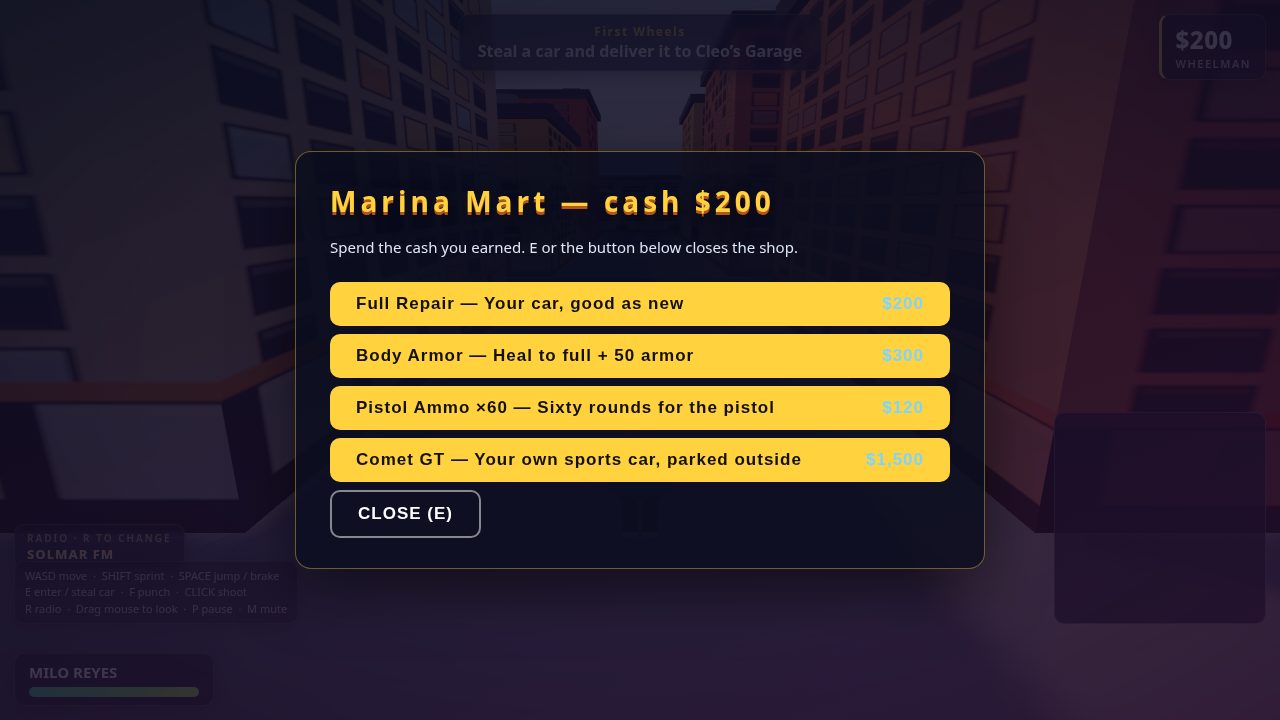 First Wheels
Steal a car and deliver it to Cleo’s Garage
$200
WHEELMAN
Marina Mart — cash $200
Spend the cash you earned. E or the button below closes the shop.
Full Repair — Your car, good as new $200
Body Armor — Heal to full + 50 armor $300
Pistol Ammo ×60 — Sixty rounds for the pistol $120
Comet GT — Your own sports car, parked outside $1,500
CLOSE (E)
RADIO · R TO CHANGE
SOLMAR FM
WASD move · SHIFT sprint · SPACE jump / brake
E enter / steal car · F punch · CLICK shoot
R radio · Drag mouse to look · P pause · M mute
MILO REYES